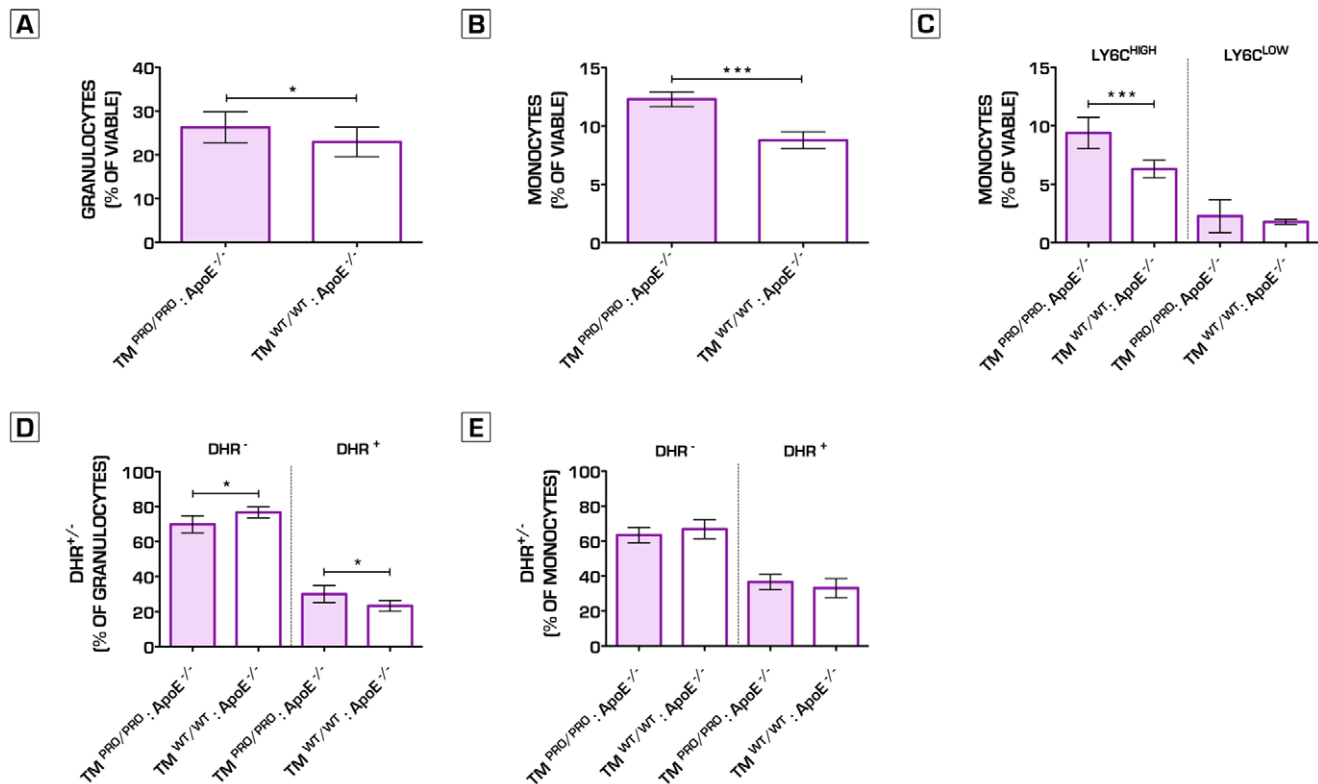 A
GRANULOCYTES
(% OF VIABLE)
40
30
20
10
0
*
TM PRO/PRO : ApoE -/-
TM WT/WT : ApoE -/-
B
MONOCYTES
(% OF VIABLE)
15
10
5
0
***
TM PRO/PRO : ApoE -/-
TM WT/WT : ApoE -/-
C
LY6C HIGH
LY6C LOW
MONOCYTES
(% OF VIABLE)
15
10
5
0
***
TM PRO/PRO: ApoE -/-
TM WT/WT: ApoE -/-
TM PRO/PRO: ApoE -/-
TM WT/WT: ApoE -/-
D
DHR -
DHR +
DHR+/-
(% OF GRANULOCYTES)
100
80
60
40
20
0
*
*
TM PRO/PRO : ApoE -/-
TM WT/WT : ApoE -/-
TM PRO/PRO : ApoE -/-
TM WT/WT : ApoE -/-
E
DHR -
DHR +
DHR+/-
(% OF MONOCYTES)
100
80
60
40
20
0
TM PRO/PRO : ApoE -/-
TM WT/WT : ApoE -/-
TM PRO/PRO : ApoE -/-
TM WT/WT : ApoE -/-